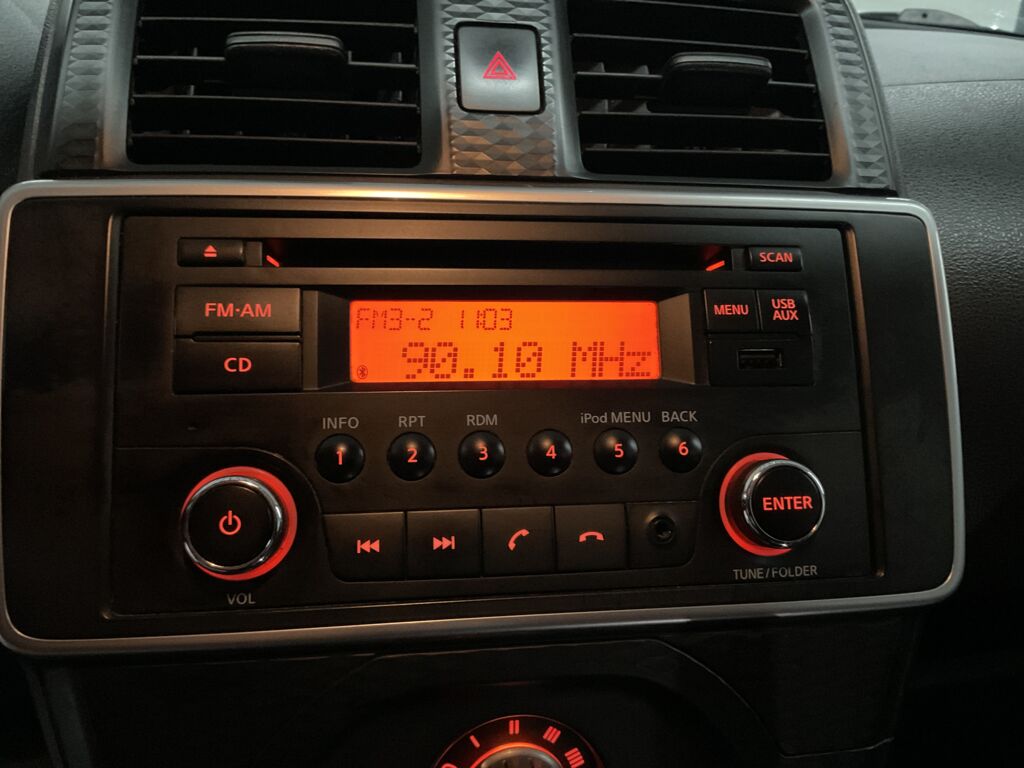 SCAN
FM·AM
CD
FM3-2 11:03
90.10 MHz
MENU
USB AUX
INFO
RPT
RDM
iPod MENU
BACK
1
2
3
4
5
6
ENTER
VOL
TUNE/FOLDER